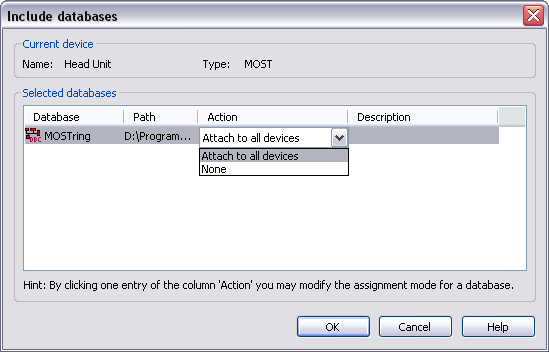 Include databases
Current device
Name: Head Unit Type: MOST
Selected databases
Database Path Action Description
DBC MOSTring D:\Program... Attach to all devices
Attach to all devices
None
Hint: By clicking one entry of the column 'Action' you may modify the assignment mode for a database.
OK Cancel Help